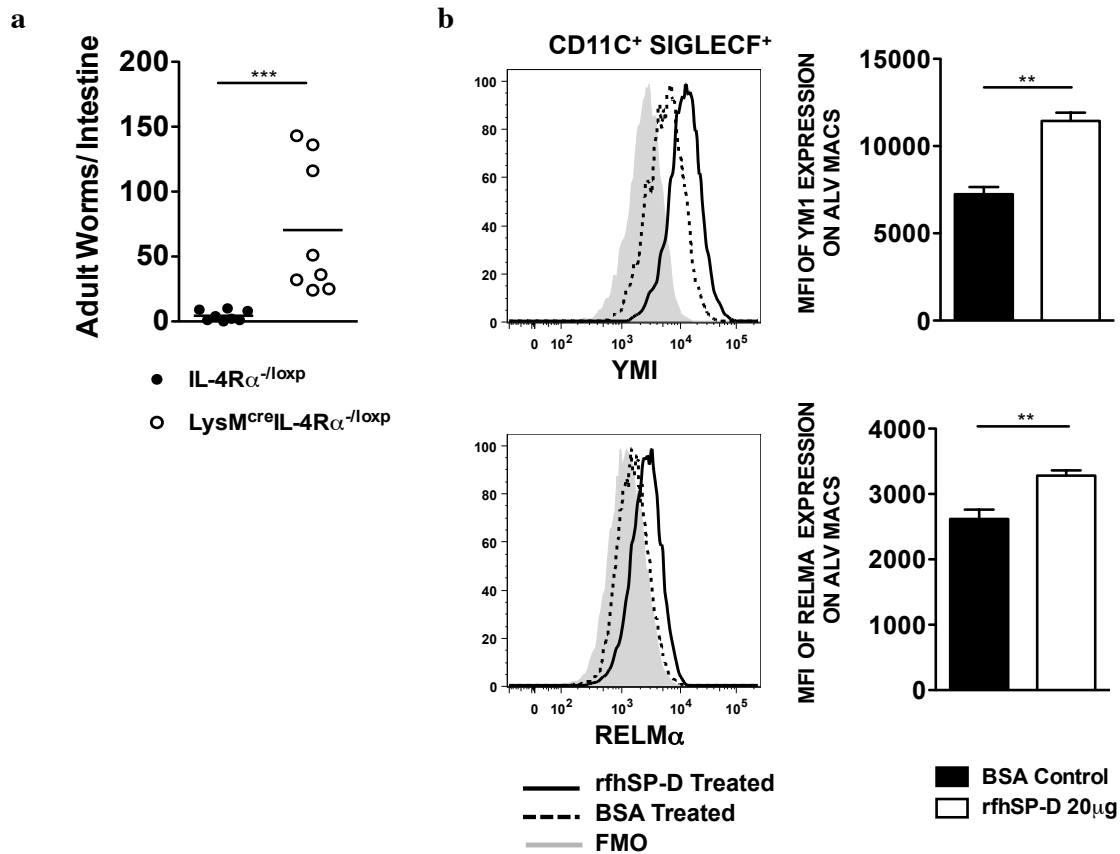 a
Adult Worms/ Intestine
200
150
100
50
0
***
IL-4Rα-/loxp
LysMcreIL-4Rα-/loxp
b
CD11C+ SIGLECF+
100
80
60
40
20
0
0 10² 10³ 10⁴ 10⁵
YMI
MFI OF YM1 EXPRESSION
ON ALV MACS
15000
10000
5000
0
**
100
80
60
40
20
0
0 10² 10³ 10⁴ 10⁵
RELMα
MFI OF RELMA EXPRESSION
ON ALV MACS
4000
3000
2000
1000
0
**
rfhSP-D Treated
BSA Treated
FMO
BSA Control
rfhSP-D 20µg